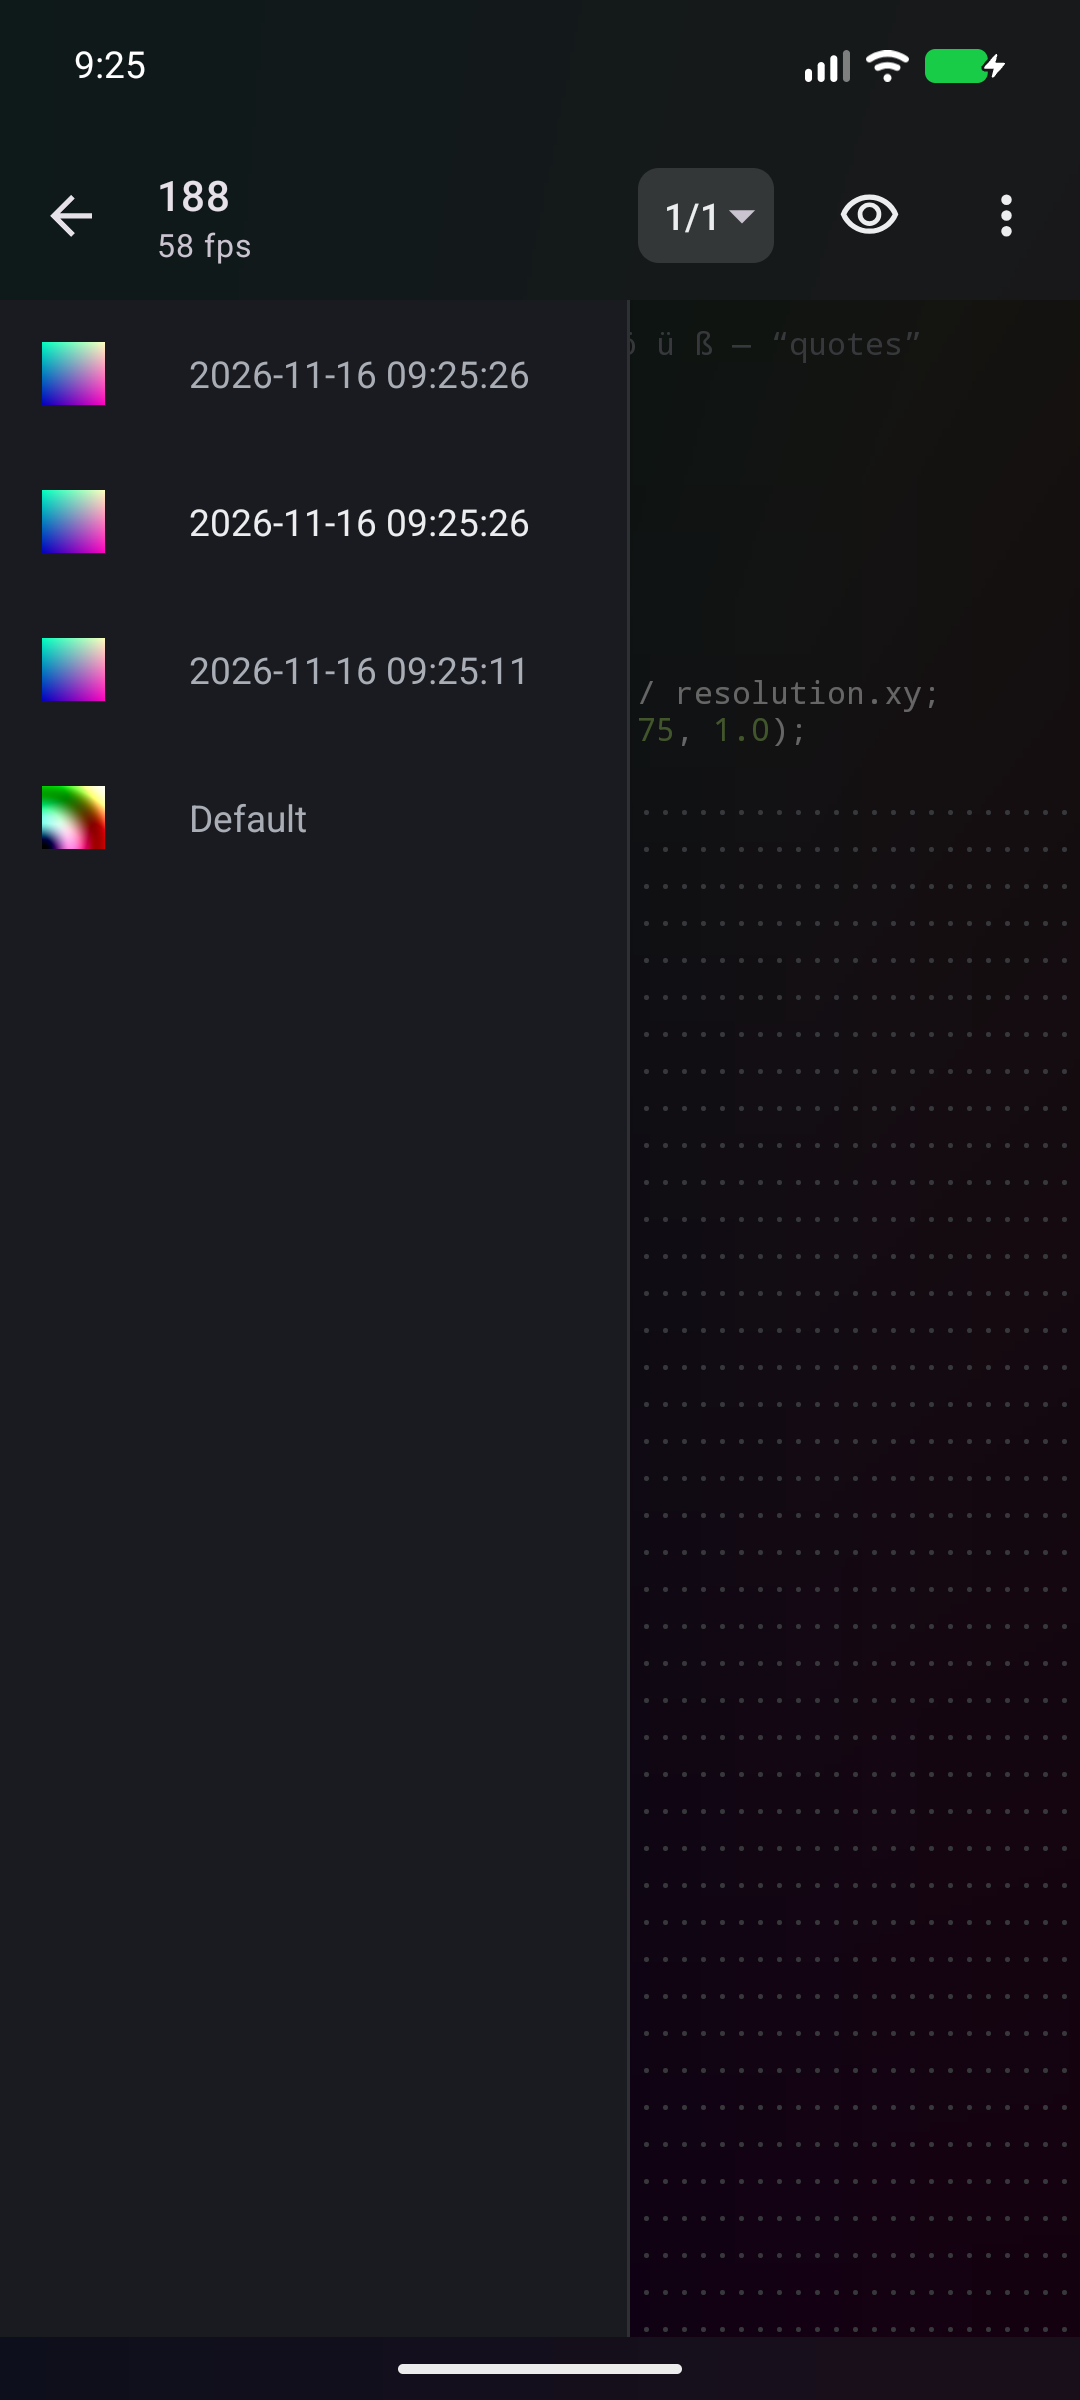 9:25
188
58 fps
1/1
2026-11-16 09:25:26
2026-11-16 09:25:26
2026-11-16 09:25:11
Default
ü ß — “quotes”
/ resolution.xy;
75, 1.0);